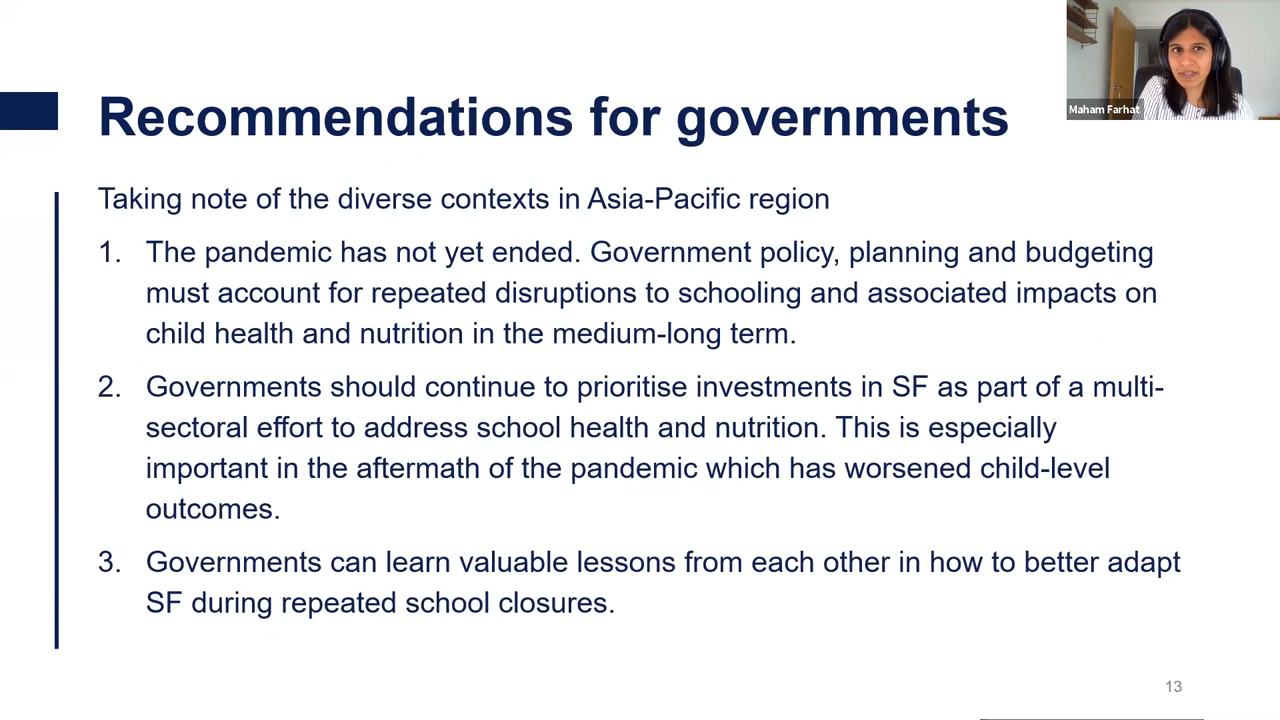 Recommendations for governments
Maham Farhat
Taking note of the diverse contexts in Asia-Pacific region
1. The pandemic has not yet ended. Government policy, planning and budgeting
must account for repeated disruptions to schooling and associated impacts on
child health and nutrition in the medium-long term.
2. Governments should continue to prioritise investments in SF as part of a multi-
sectoral effort to address school health and nutrition. This is especially
important in the aftermath of the pandemic which has worsened child-level
outcomes.
3. Governments can learn valuable lessons from each other in how to better adapt
SF during repeated school closures.
13